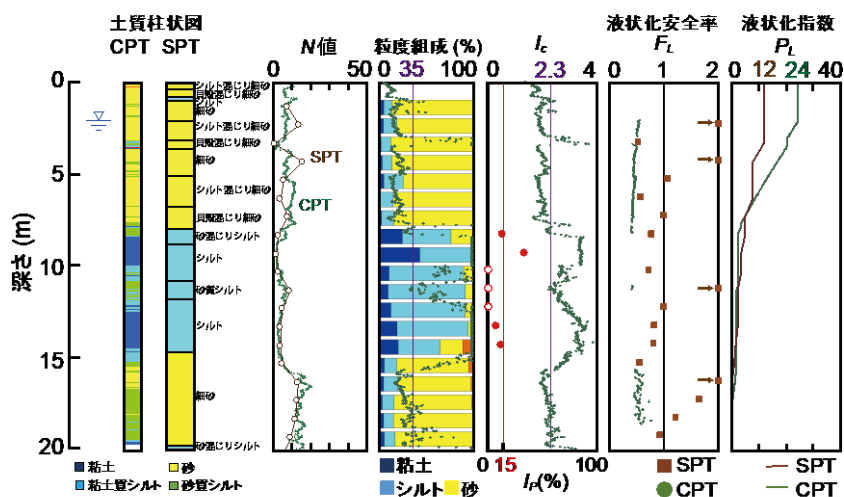 土質柱状図
CPT SPT
N値
粒度組成 (%)
Ic
液状化安全率
FL
液状化指数
PL
0 50
0 35 100
0 2.3 4
0 1 2
0 12 24 40
深さ (m)
0
5
10
15
20
シルト混じり細砂
貝殻混じり細砂
シルト
細砂
シルト混じり細砂
貝殻混じり細砂
細砂
シルト混じり細砂
貝殻混じり細砂
砂混じりシルト
シルト
砂質シルト
シルト
細砂
砂混じりシルト
SPT
CPT
0 15 100
IP(%)
粘土 砂
粘土質シルト 砂質シルト
粘土
シルト 砂
SPT
CPT
SPT
CPT